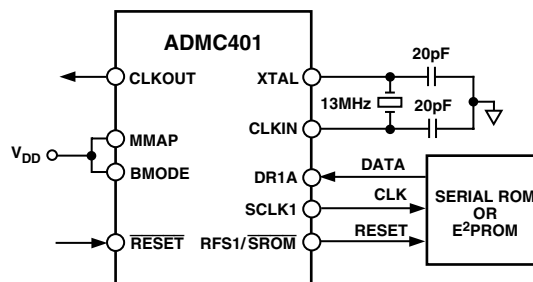 ADMC401
CLKOUT
XTAL
20pF
13MHz
20pF
CLKIN
MMAP
VDD
BMODE
DR1A
DATA
SCLK1
CLK
SERIAL ROM
OR
E²PROM
RESET
RFS1/SROM
RESET